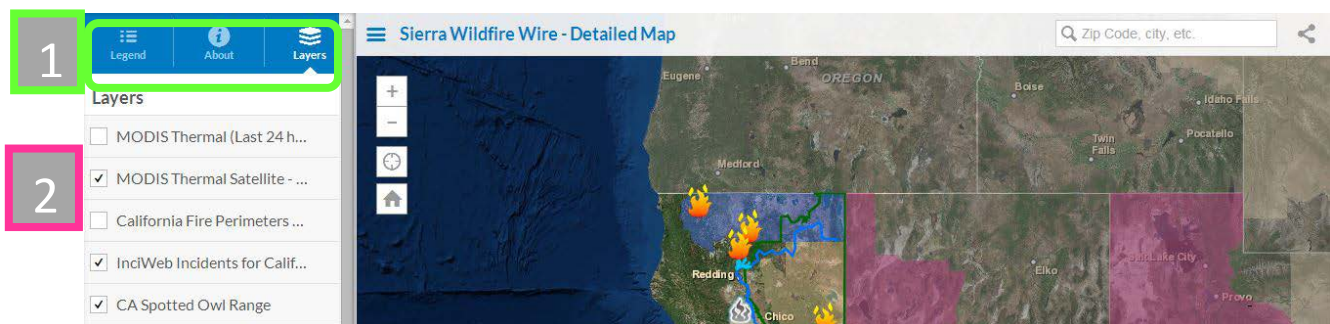 1
Legend About Layers
Sierra Wildfire Wire - Detailed Map
Zip Code, city, etc.
Layers
MODIS Thermal (Last 24 h...
2
MODIS Thermal Satellite - ...
California Fire Perimeters ...
InciWeb Incidents for Calif...
CA Spotted Owl Range
+
−
Bend
Eugene
OREGON
Boise
Idaho Falls
Twin
Falls
Pocatello
Medford
Redding
Elko
Salt Lake City
Provo
Chico